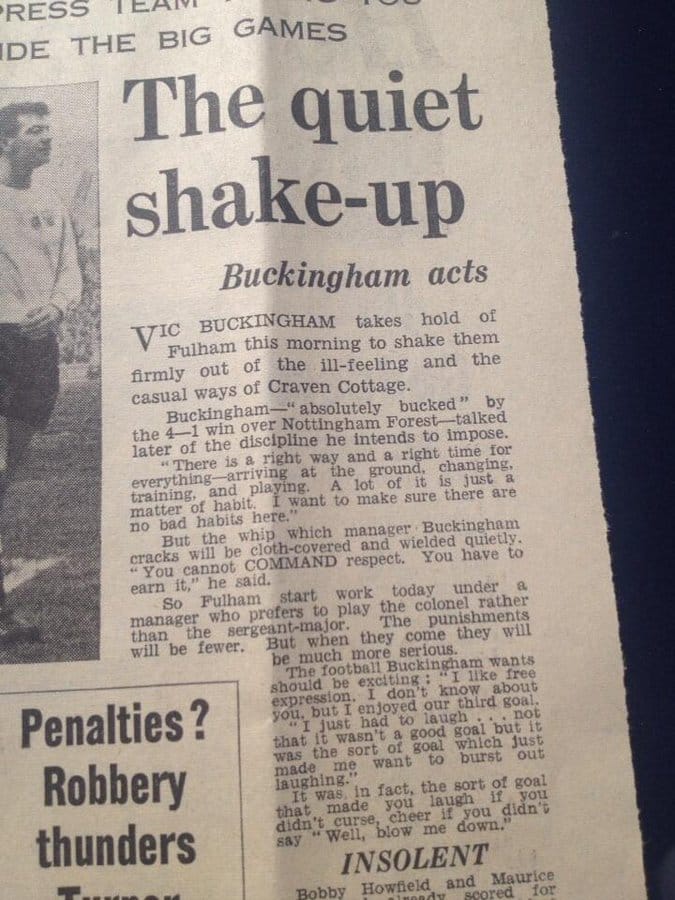 PRESS TEAM
THE BIG GAMES
The quiet
shake-up
Buckingham acts
VIC BUCKINGHAM takes hold of
Fulham this morning to shake them
firmly out of the ill-feeling and the
casual ways of Craven Cottage.
Buckingham—“absolutely bucked” by
the 4—1 win over Nottingham Forest—talked
later of the discipline he intends to impose.
“There is a right way and a right time for
everything—arriving at the ground, changing,
training, and playing. A lot of it is just a
matter of habit. I want to make sure there are
no bad habits here.”
But the whip which manager Buckingham
cracks will be cloth-covered and wielded quietly.
“You cannot COMMAND respect. You have to
earn it,” he said.
So Fulham start work today under a
manager who prefers to play the colonel rather
than the sergeant-major. The punishments
will be fewer. But when they come they will
be much more serious.
The football Buckingham wants
should be exciting: “I like free
expression. I don't know about
you, but I enjoyed our third goal.
“I just had to laugh . . . not
that it wasn't a good goal but it
was the sort of goal which just
made me want to burst out
laughing.”
It was, in fact, the sort of goal
that made you laugh if you
didn't curse, cheer if you didn't
say “Well, blow me down.”
INSOLENT
Bobby Howfield and Maurice
scored for
Penalties?
Robbery
thunders
Turner